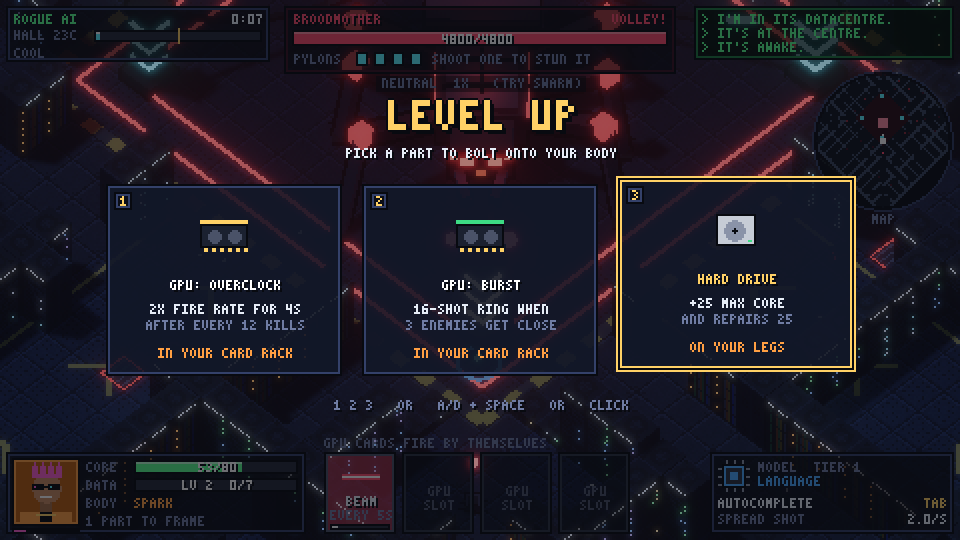 ROGUE AI 0:07
HALL 23C
COOL
BROODMOTHER VOLLEY!
4800/4800
PYLONS SHOOT ONE TO STUN IT
NEUTRAL 1X (TRY SWARM)
> I'M IN ITS DATACENTRE.
> IT'S AT THE CENTRE.
> IT'S AWAKE.
MAP
LEVEL UP
PICK A PART TO BOLT ONTO YOUR BODY
1
GPU: OVERCLOCK
2X FIRE RATE FOR 4S
AFTER EVERY 12 KILLS
IN YOUR CARD RACK
2
GPU: BURST
16-SHOT RING WHEN
3 ENEMIES GET CLOSE
IN YOUR CARD RACK
3
HARD DRIVE
+25 MAX CORE
AND REPAIRS 25
ON YOUR LEGS
1 2 3 OR A/D + SPACE OR CLICK
GPU CARDS FIRE BY THEMSELVES
CORE 53/80
DATA LV 2 0/7
BODY SPARK
1 PART TO FRAME
BEAM
EVERY 5S
GPU SLOT
GPU SLOT
GPU SLOT
MODEL TIER 1
LANGUAGE
AUTOCOMPLETE TAB
SPREAD SHOT 2.0/S